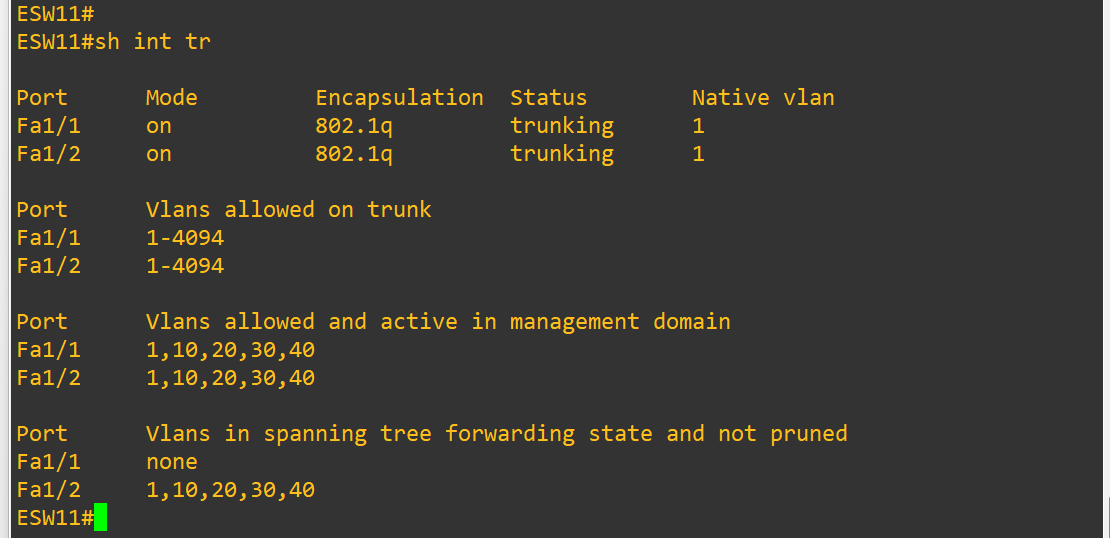 ESW11#
ESW11#sh int tr
Port Mode Encapsulation Status Native vlan
Fa1/1 on 802.1q trunking 1
Fa1/2 on 802.1q trunking 1
Port Vlans allowed on trunk
Fa1/1 1-4094
Fa1/2 1-4094
Port Vlans allowed and active in management domain
Fa1/1 1,10,20,30,40
Fa1/2 1,10,20,30,40
Port Vlans in spanning tree forwarding state and not pruned
Fa1/1 none
Fa1/2 1,10,20,30,40
ESW11#